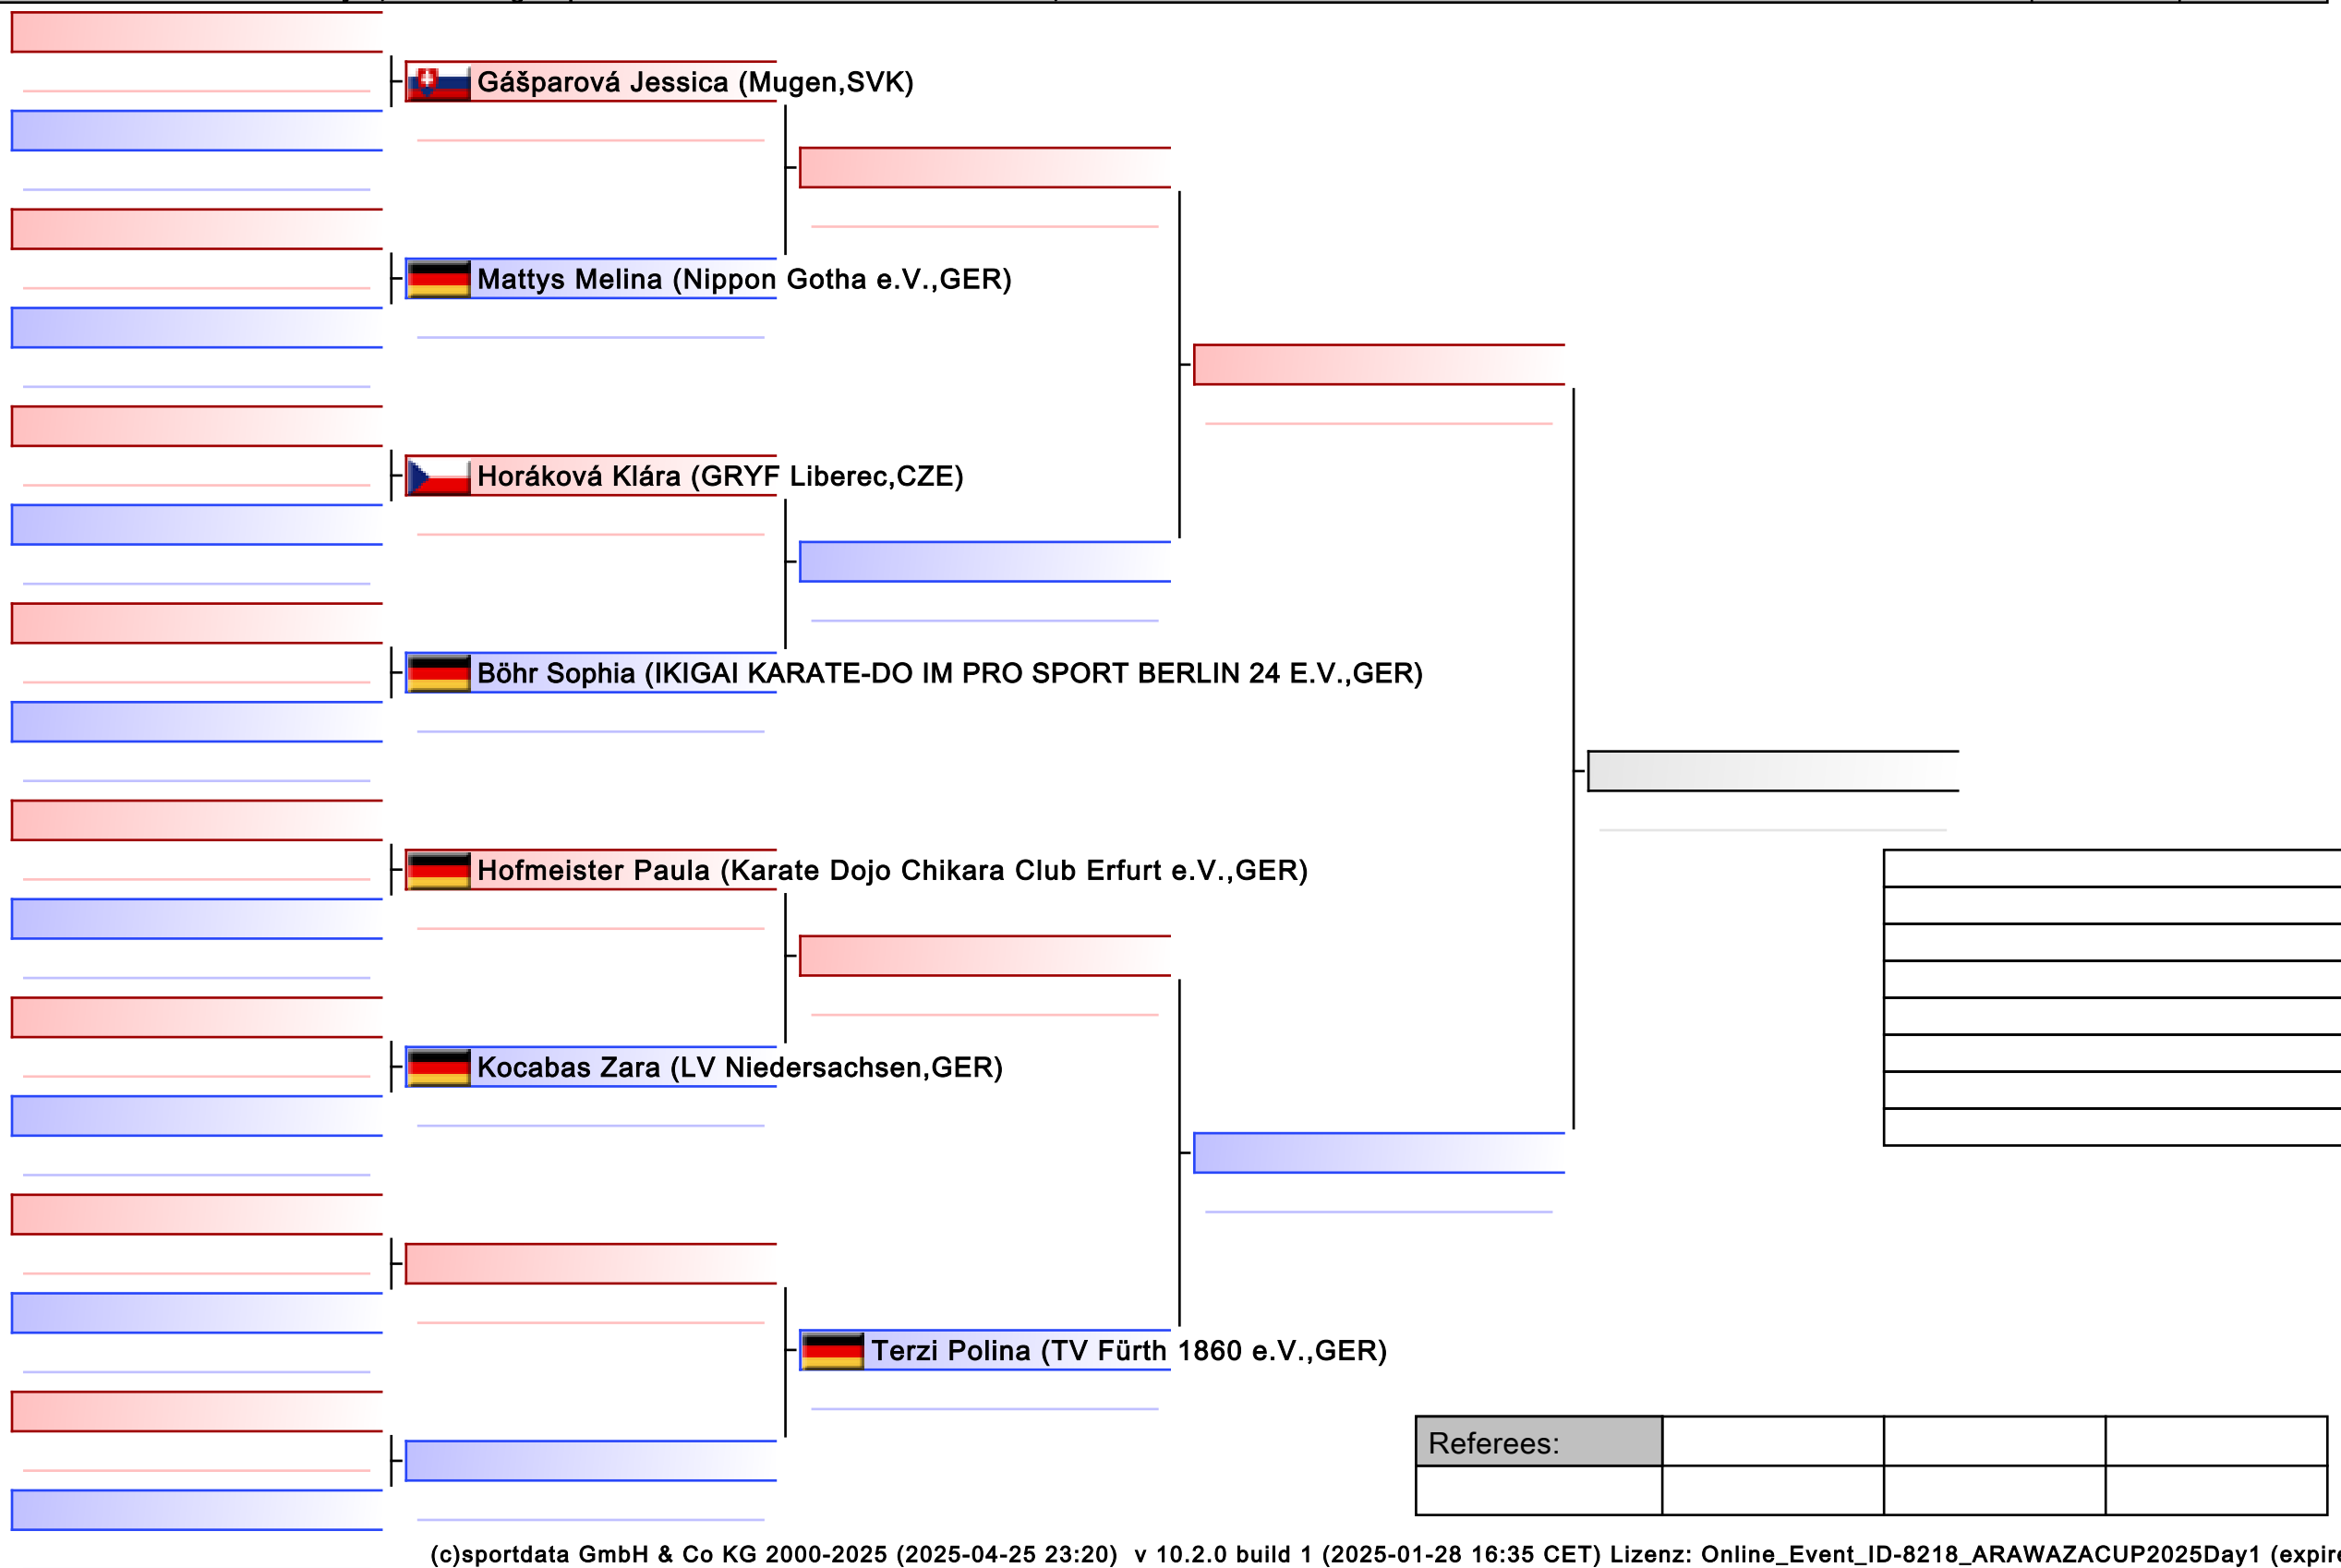 Gášparová Jessica (Mugen,SVK)
Mattys Melina (Nippon Gotha e.V.,GER)
Horáková Klára (GRYF Liberec,CZE)
Böhr Sophia (IKIGAI KARATE-DO IM PRO SPORT BERLIN 24 E.V.,GER)
Hofmeister Paula (Karate Dojo Chikara Club Erfurt e.V.,GER)
Kocabas Zara (LV Niedersachsen,GER)
Terzi Polina (TV Fürth 1860 e.V.,GER)
Referees:
(c)sportdata GmbH & Co KG 2000-2025 (2025-04-25 23:20) v 10.2.0 build 1 (2025-01-28 16:35 CET) Lizenz: Online_Event_ID-8218_ARAWAZACUP2025Day1 (expir